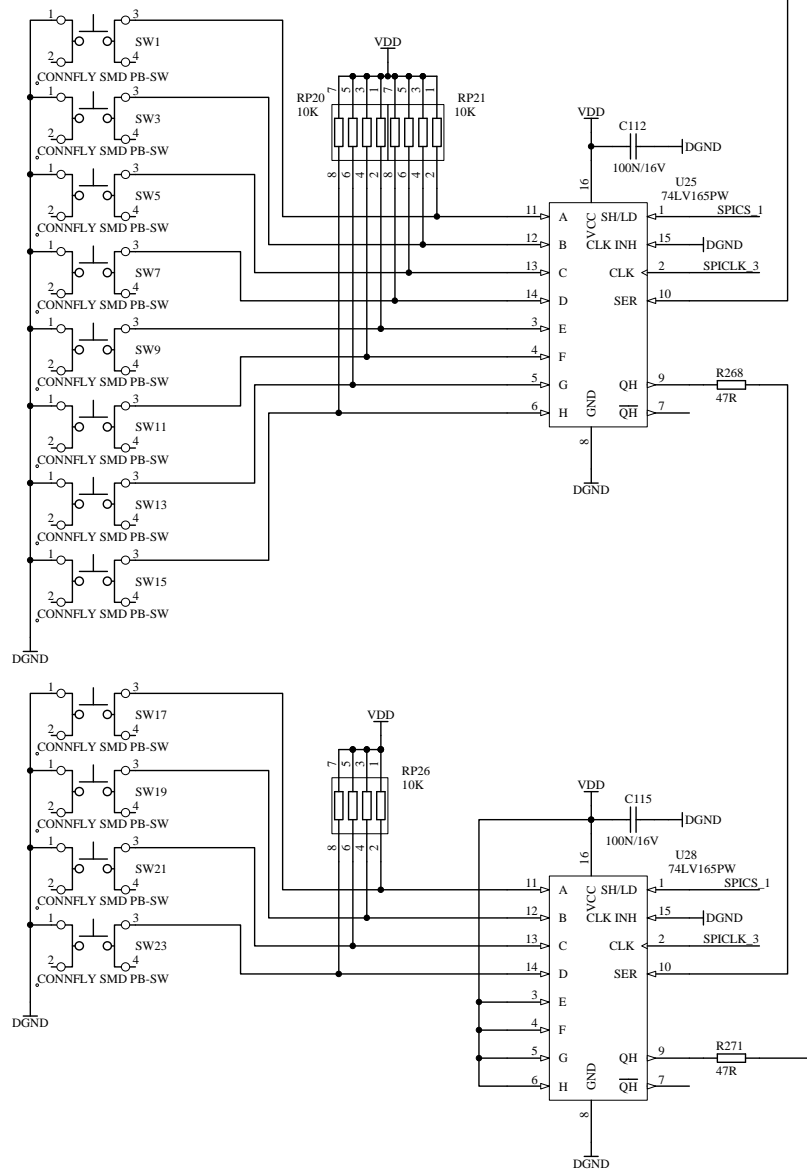 1 3
SW1
2 4
CONNFLY SMD PB-SW
1 3
SW3
2 4
CONNFLY SMD PB-SW
1 3
SW5
2 4
CONNFLY SMD PB-SW
1 3
SW7
2 4
CONNFLY SMD PB-SW
1 3
SW9
2 4
CONNFLY SMD PB-SW
1 3
SW11
2 4
CONNFLY SMD PB-SW
1 3
SW13
2 4
CONNFLY SMD PB-SW
1 3
SW15
2 4
CONNFLY SMD PB-SW
DGND
VDD
RP20
10K
7 5 3 1 7 5 3 1
RP21
10K
8 6 4 2 8 6 4 2
VDD
C112
100N/16V
DGND
U25
74LV165PW
16
VCC
11 A SH/LD 1 SPICS_1
12 B CLK INH 15 DGND
13 C CLK 2 SPICLK_3
14 D SER 10
3 E
4 F
5 G QH 9
R268
47R
6 H QH 7
GND
8
DGND
1 3
SW17
2 4
CONNFLY SMD PB-SW
1 3
SW19
2 4
CONNFLY SMD PB-SW
1 3
SW21
2 4
CONNFLY SMD PB-SW
1 3
SW23
2 4
CONNFLY SMD PB-SW
DGND
VDD
7 5 3 1
RP26
10K
8 6 4 2
VDD
C115
100N/16V
DGND
U28
74LV165PW
16
VCC
11 A SH/LD 1 SPICS_1
12 B CLK INH 15 DGND
13 C CLK 2 SPICLK_3
14 D SER 10
3 E
4 F
5 G QH 9
R271
47R
6 H QH 7
GND
8
DGND